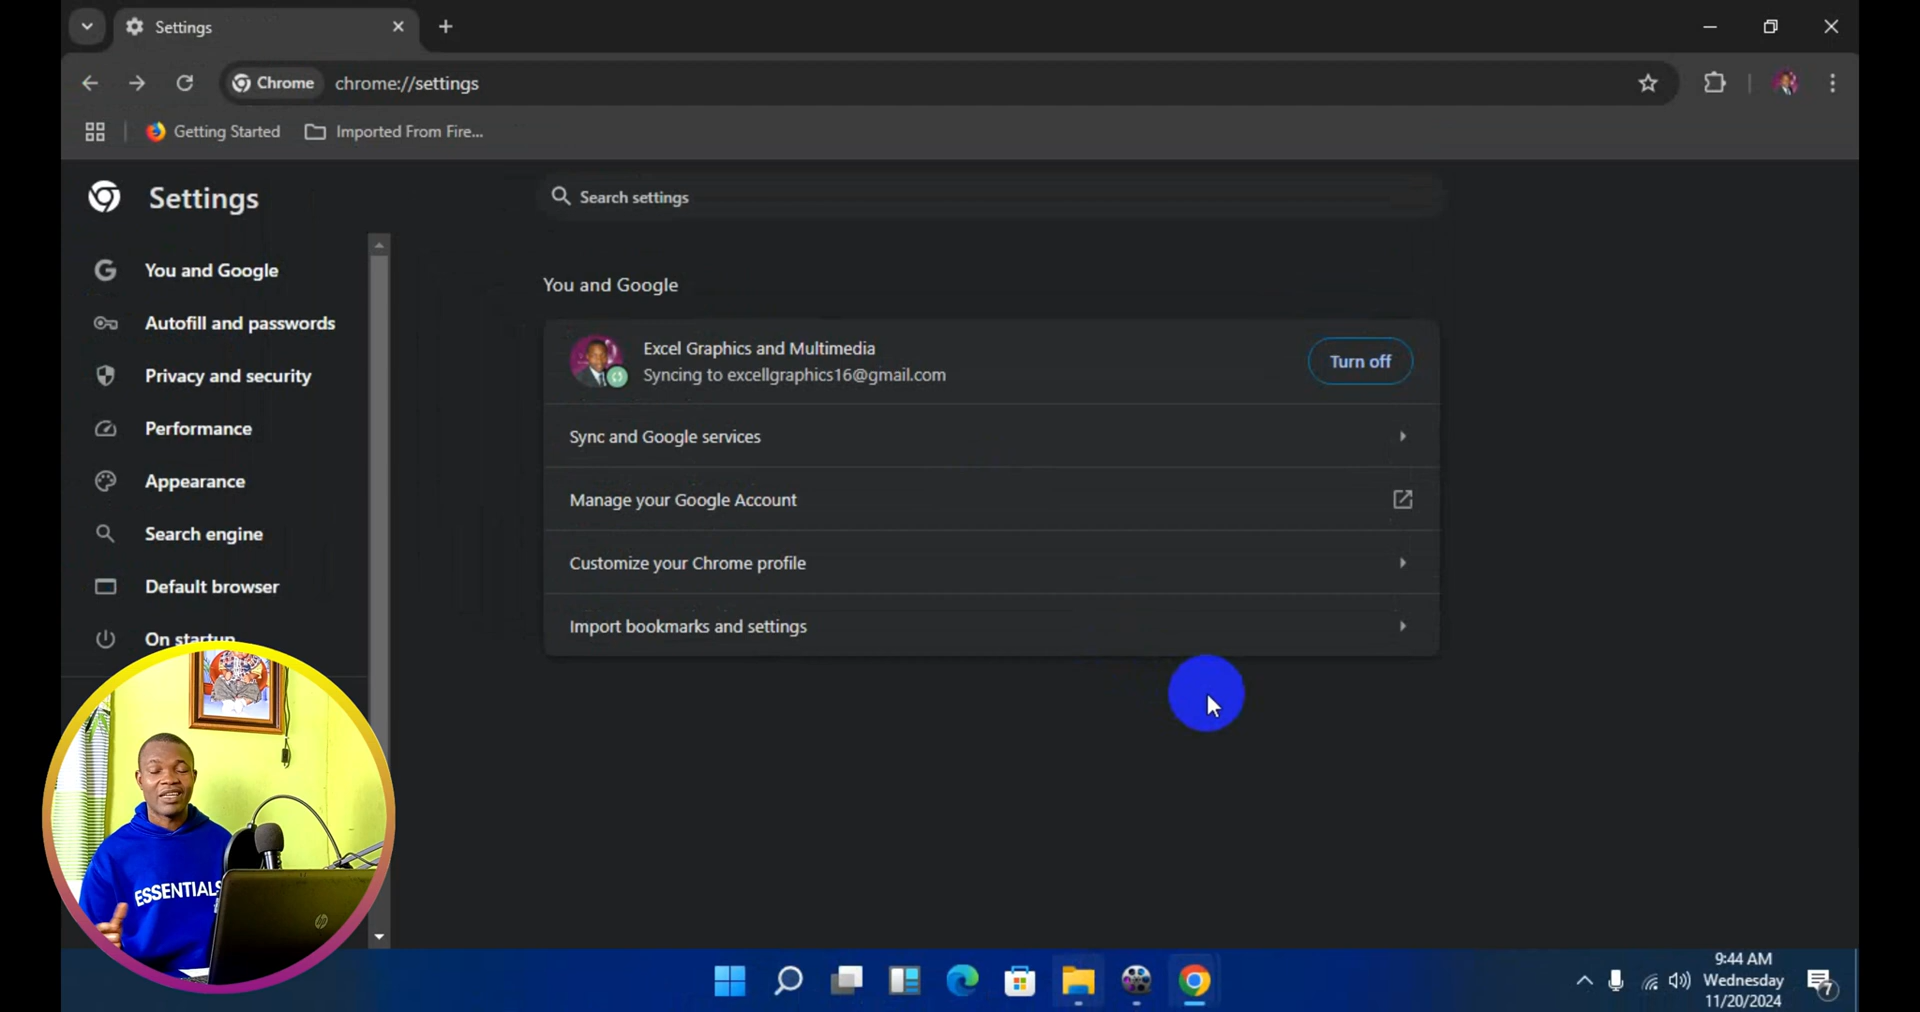 Settings
Chrome
chrome://settings
Getting Started
Imported From Fire...
Settings
Search settings
You and Google
Autofill and passwords
Privacy and security
Performance
Appearance
Search engine
Default browser
On startup
You and Google
Excel Graphics and Multimedia
Syncing to excellgraphics16@gmail.com
Turn off
Sync and Google services
Manage your Google Account
Customize your Chrome profile
Import bookmarks and settings
ESSENTIALS
hp
9:44 AM
Wednesday
11/20/2024
7